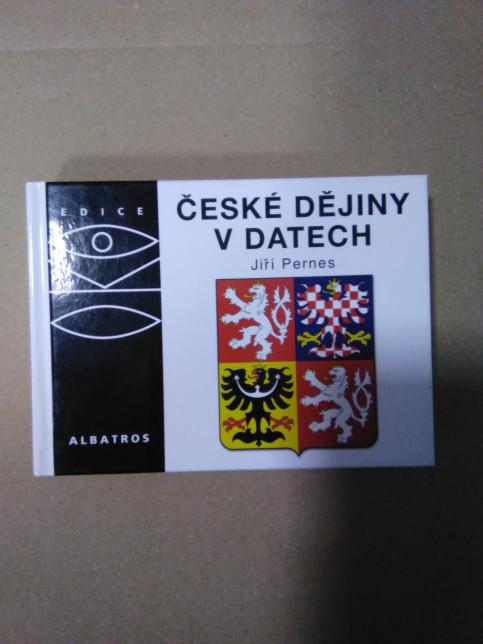 EDICE
OKO
ALBATROS
ČESKÉ DĚJINY
V DATECH
Jiří Pernes